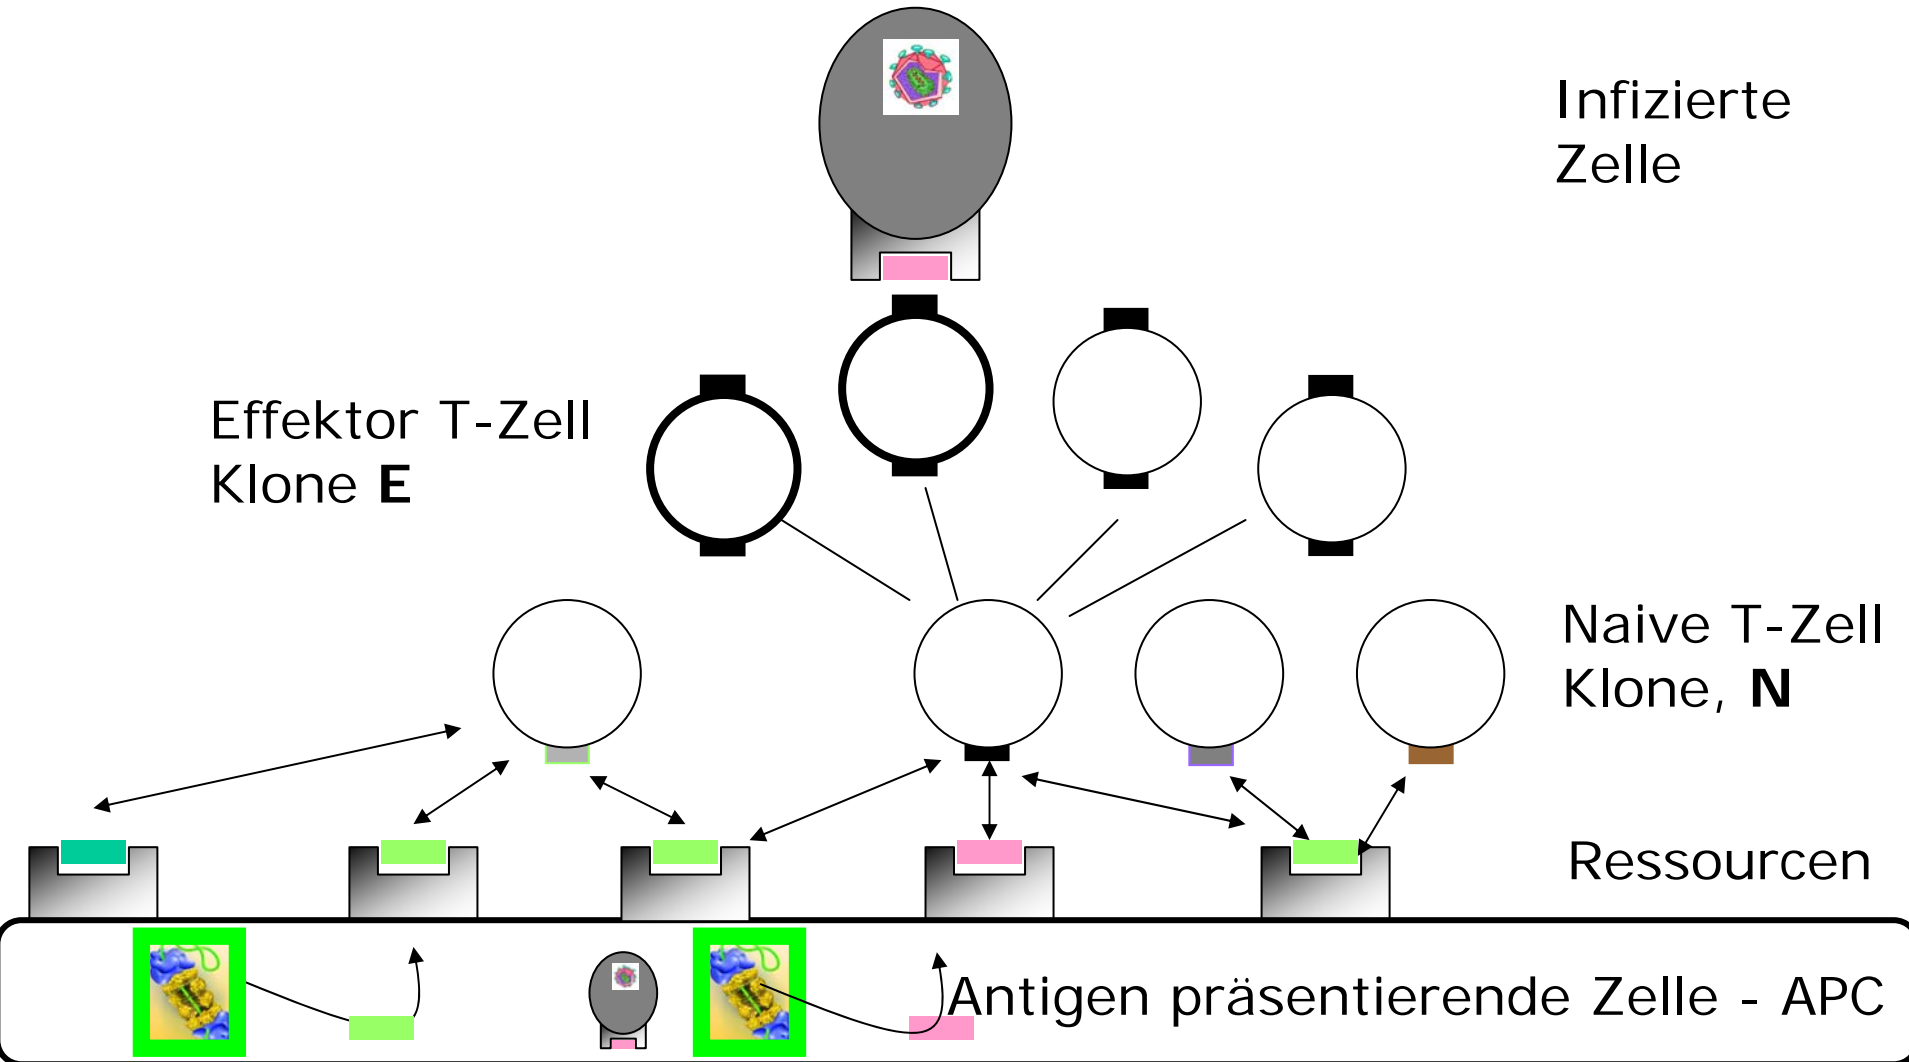 Infizierte
Zelle
Effektor T-Zell
Klone E
Naive T-Zell
Klone, N
Ressourcen
Antigen präsentierende Zelle - APC